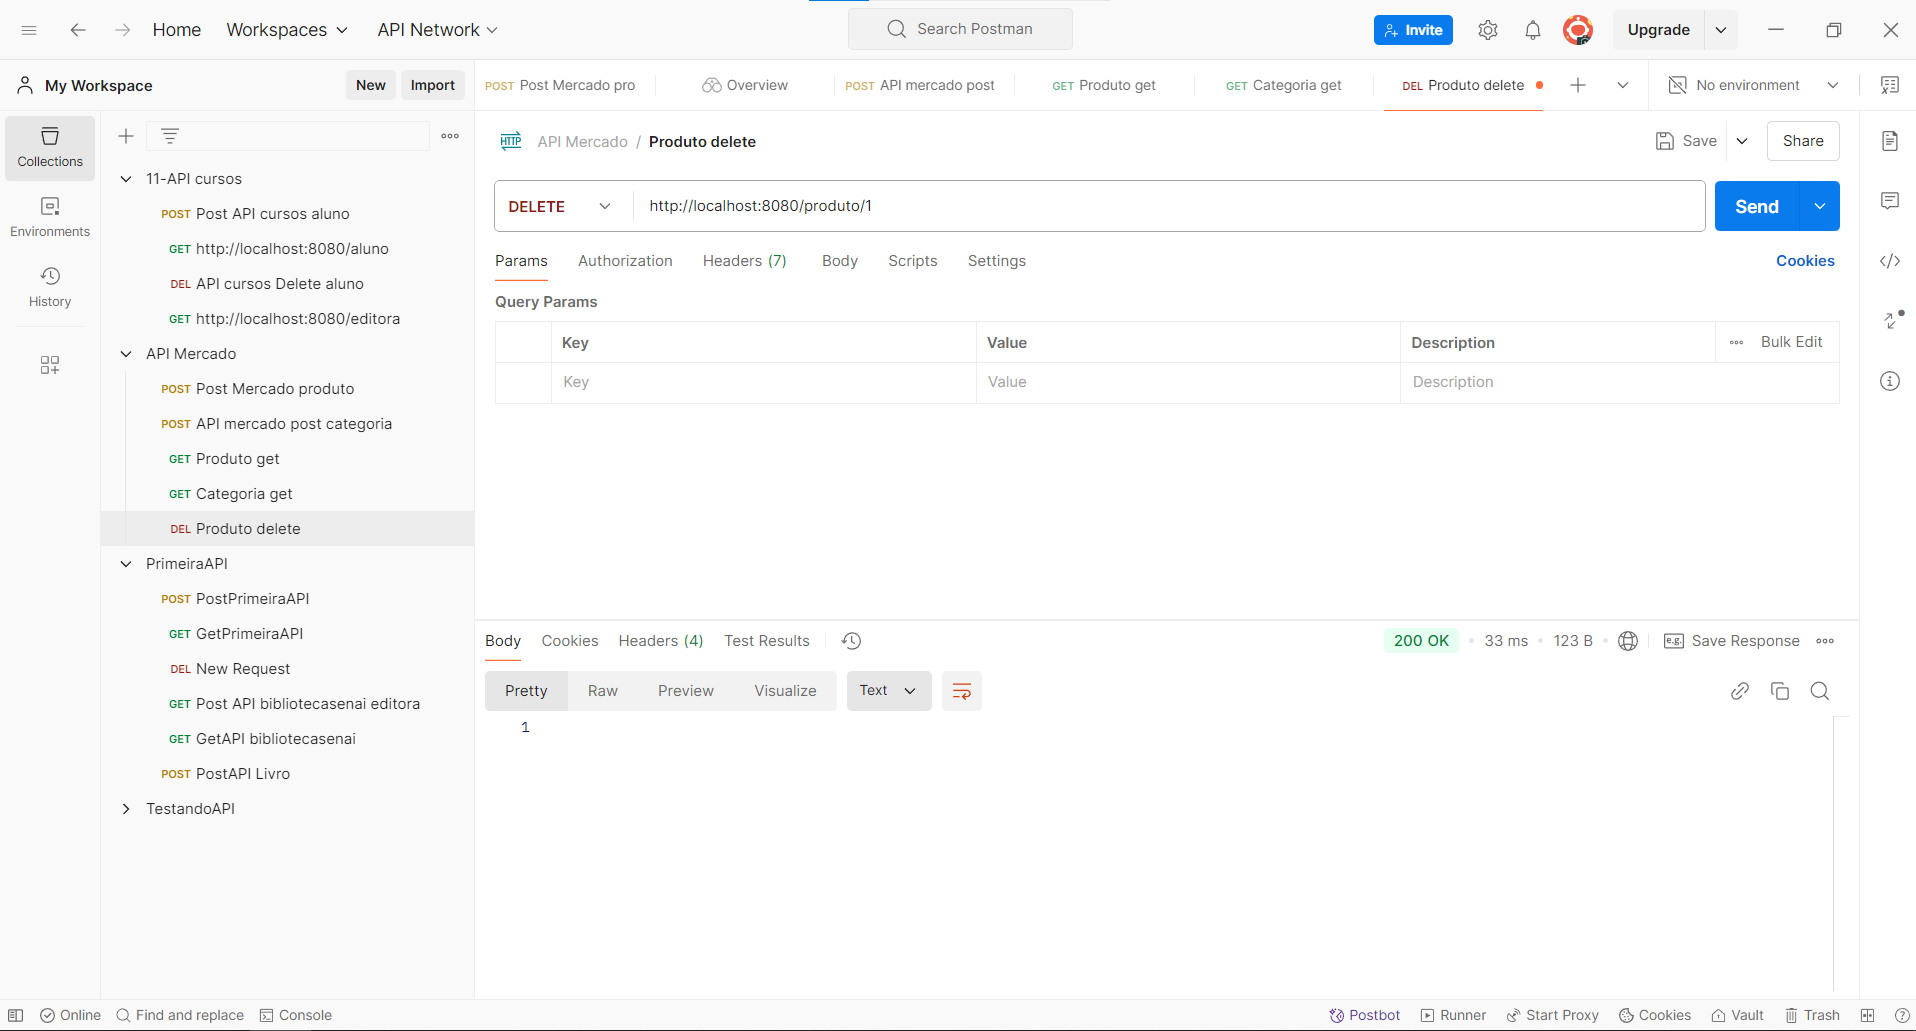 Home Workspaces API Network Search Postman Invite Upgrade
My Workspace New Import
POST Post Mercado pro Overview POST API mercado post GET Produto get GET Categoria get DEL Produto delete No environment
Collections
Environments
History
11-API cursos
POST Post API cursos aluno
GET http://localhost:8080/aluno
DEL API cursos Delete aluno
GET http://localhost:8080/editora
API Mercado
POST Post Mercado produto
POST API mercado post categoria
GET Produto get
GET Categoria get
DEL Produto delete
PrimeiraAPI
POST PostPrimeiraAPI
GET GetPrimeiraAPI
DEL New Request
GET Post API bibliotecasenai editora
GET GetAPI bibliotecasenai
POST PostAPI Livro
TestandoAPI
HTTP API Mercado / Produto delete Save Share
DELETE http://localhost:8080/produto/1 Send
Params Authorization Headers (7) Body Scripts Settings Cookies
Query Params
Key Value Description Bulk Edit
Key Value Description
Body Cookies Headers (4) Test Results 200 OK 33 ms 123 B e.g. Save Response
Pretty Raw Preview Visualize Text
1
Online Find and replace Console Postbot Runner Start Proxy Cookies Vault Trash